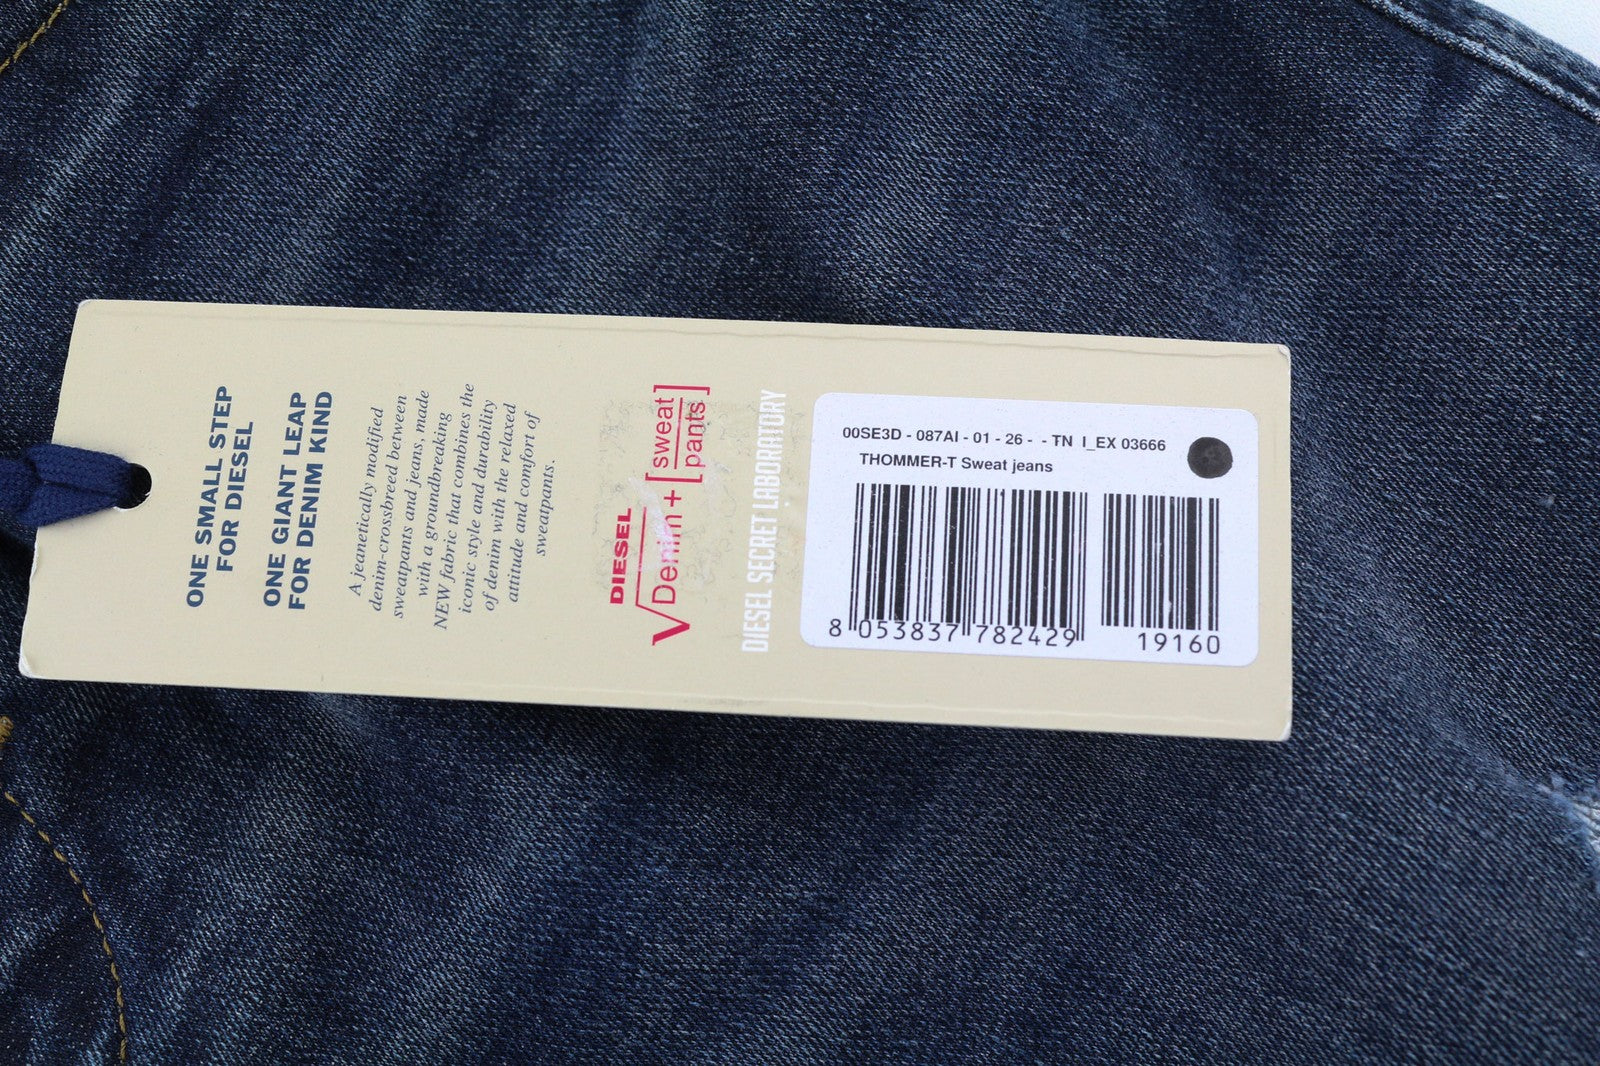 ONE SMALL STEP
FOR DIESEL
ONE GIANT LEAP
FOR DENIM KIND
A jeanetically modified
denim-crossbreed between
sweatpants and jeans, made
with a groundbreaking
NEW fabric that combines the
iconic style and durability
of denim with the relaxed
attitude and comfort of
sweatpants.
DIESEL
√Denim + [sweat
pants]
DIESEL SECRET LABORATORY
00SE3D - 087AI - 01 - 26 - - TN I_EX 03666
THOMMER-T Sweat jeans
8 053837 782429 19160